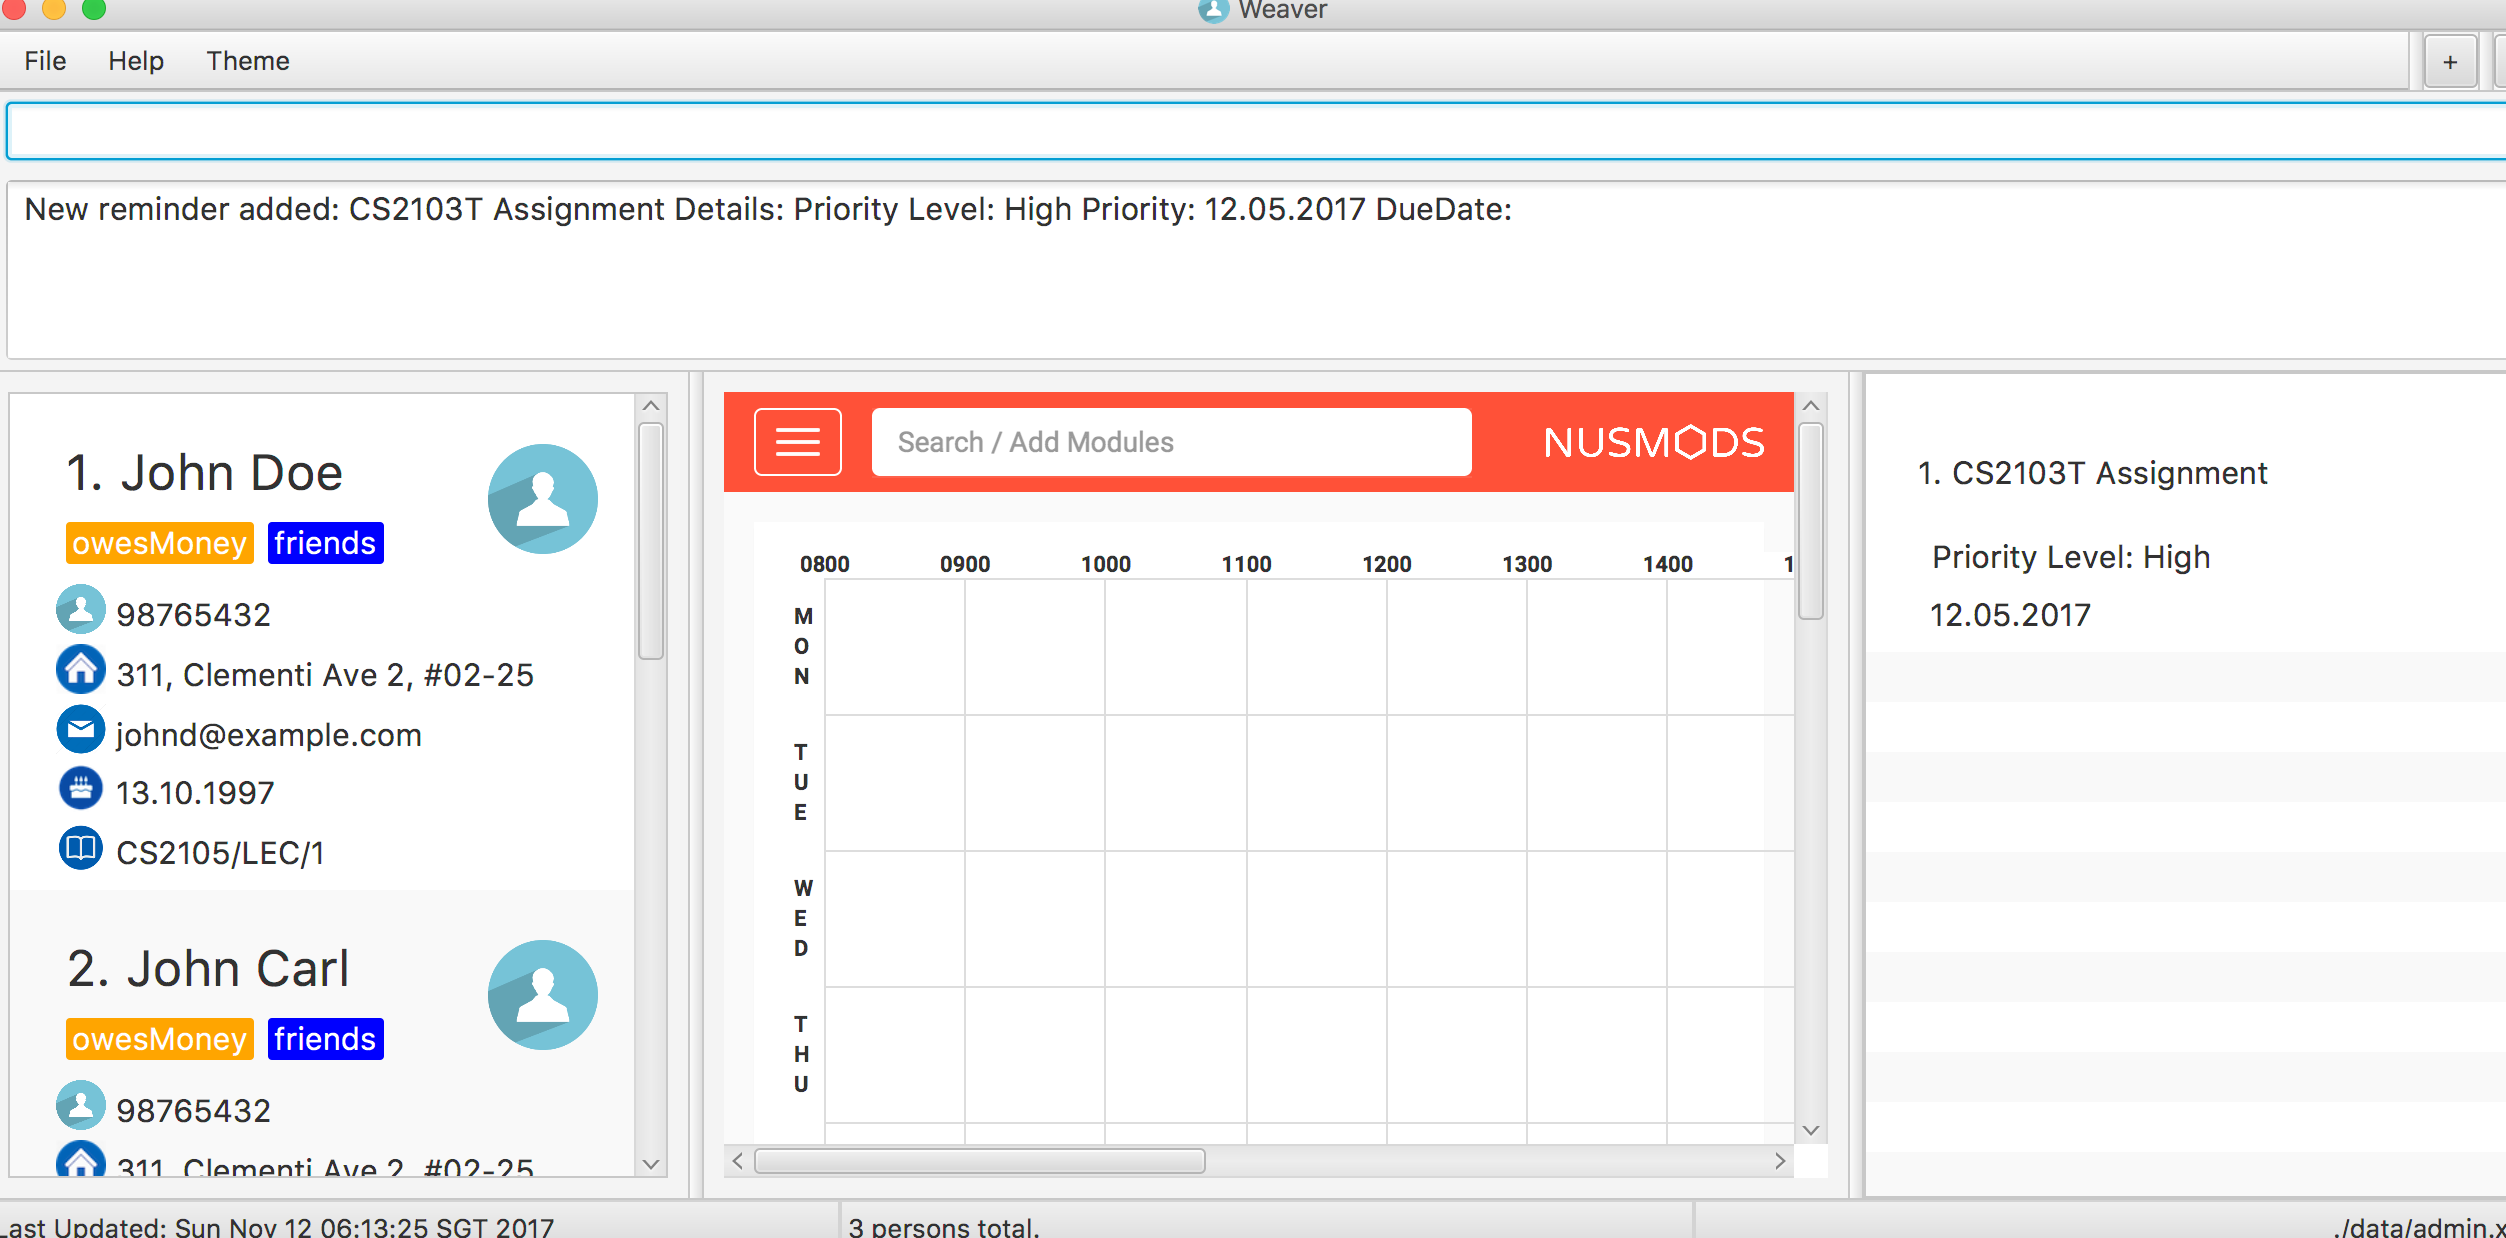 Weaver
File Help Theme +
New reminder added: CS2103T Assignment Details: Priority Level: High Priority: 12.05.2017 DueDate:
1. John Doe
owesMoney friends
98765432
311, Clementi Ave 2, #02-25
johnd@example.com
13.10.1997
CS2105/LEC/1
2. John Carl
owesMoney friends
98765432
311, Clementi Ave 2, #02-25
Search / Add Modules NUSMODS
0800 0900 1000 1100 1200 1300 1400 1
MON
TUE
WED
THU
1. CS2103T Assignment
Priority Level: High
12.05.2017
Last Updated: Sun Nov 12 06:13:25 SGT 2017 3 persons total. ./data/admin.x